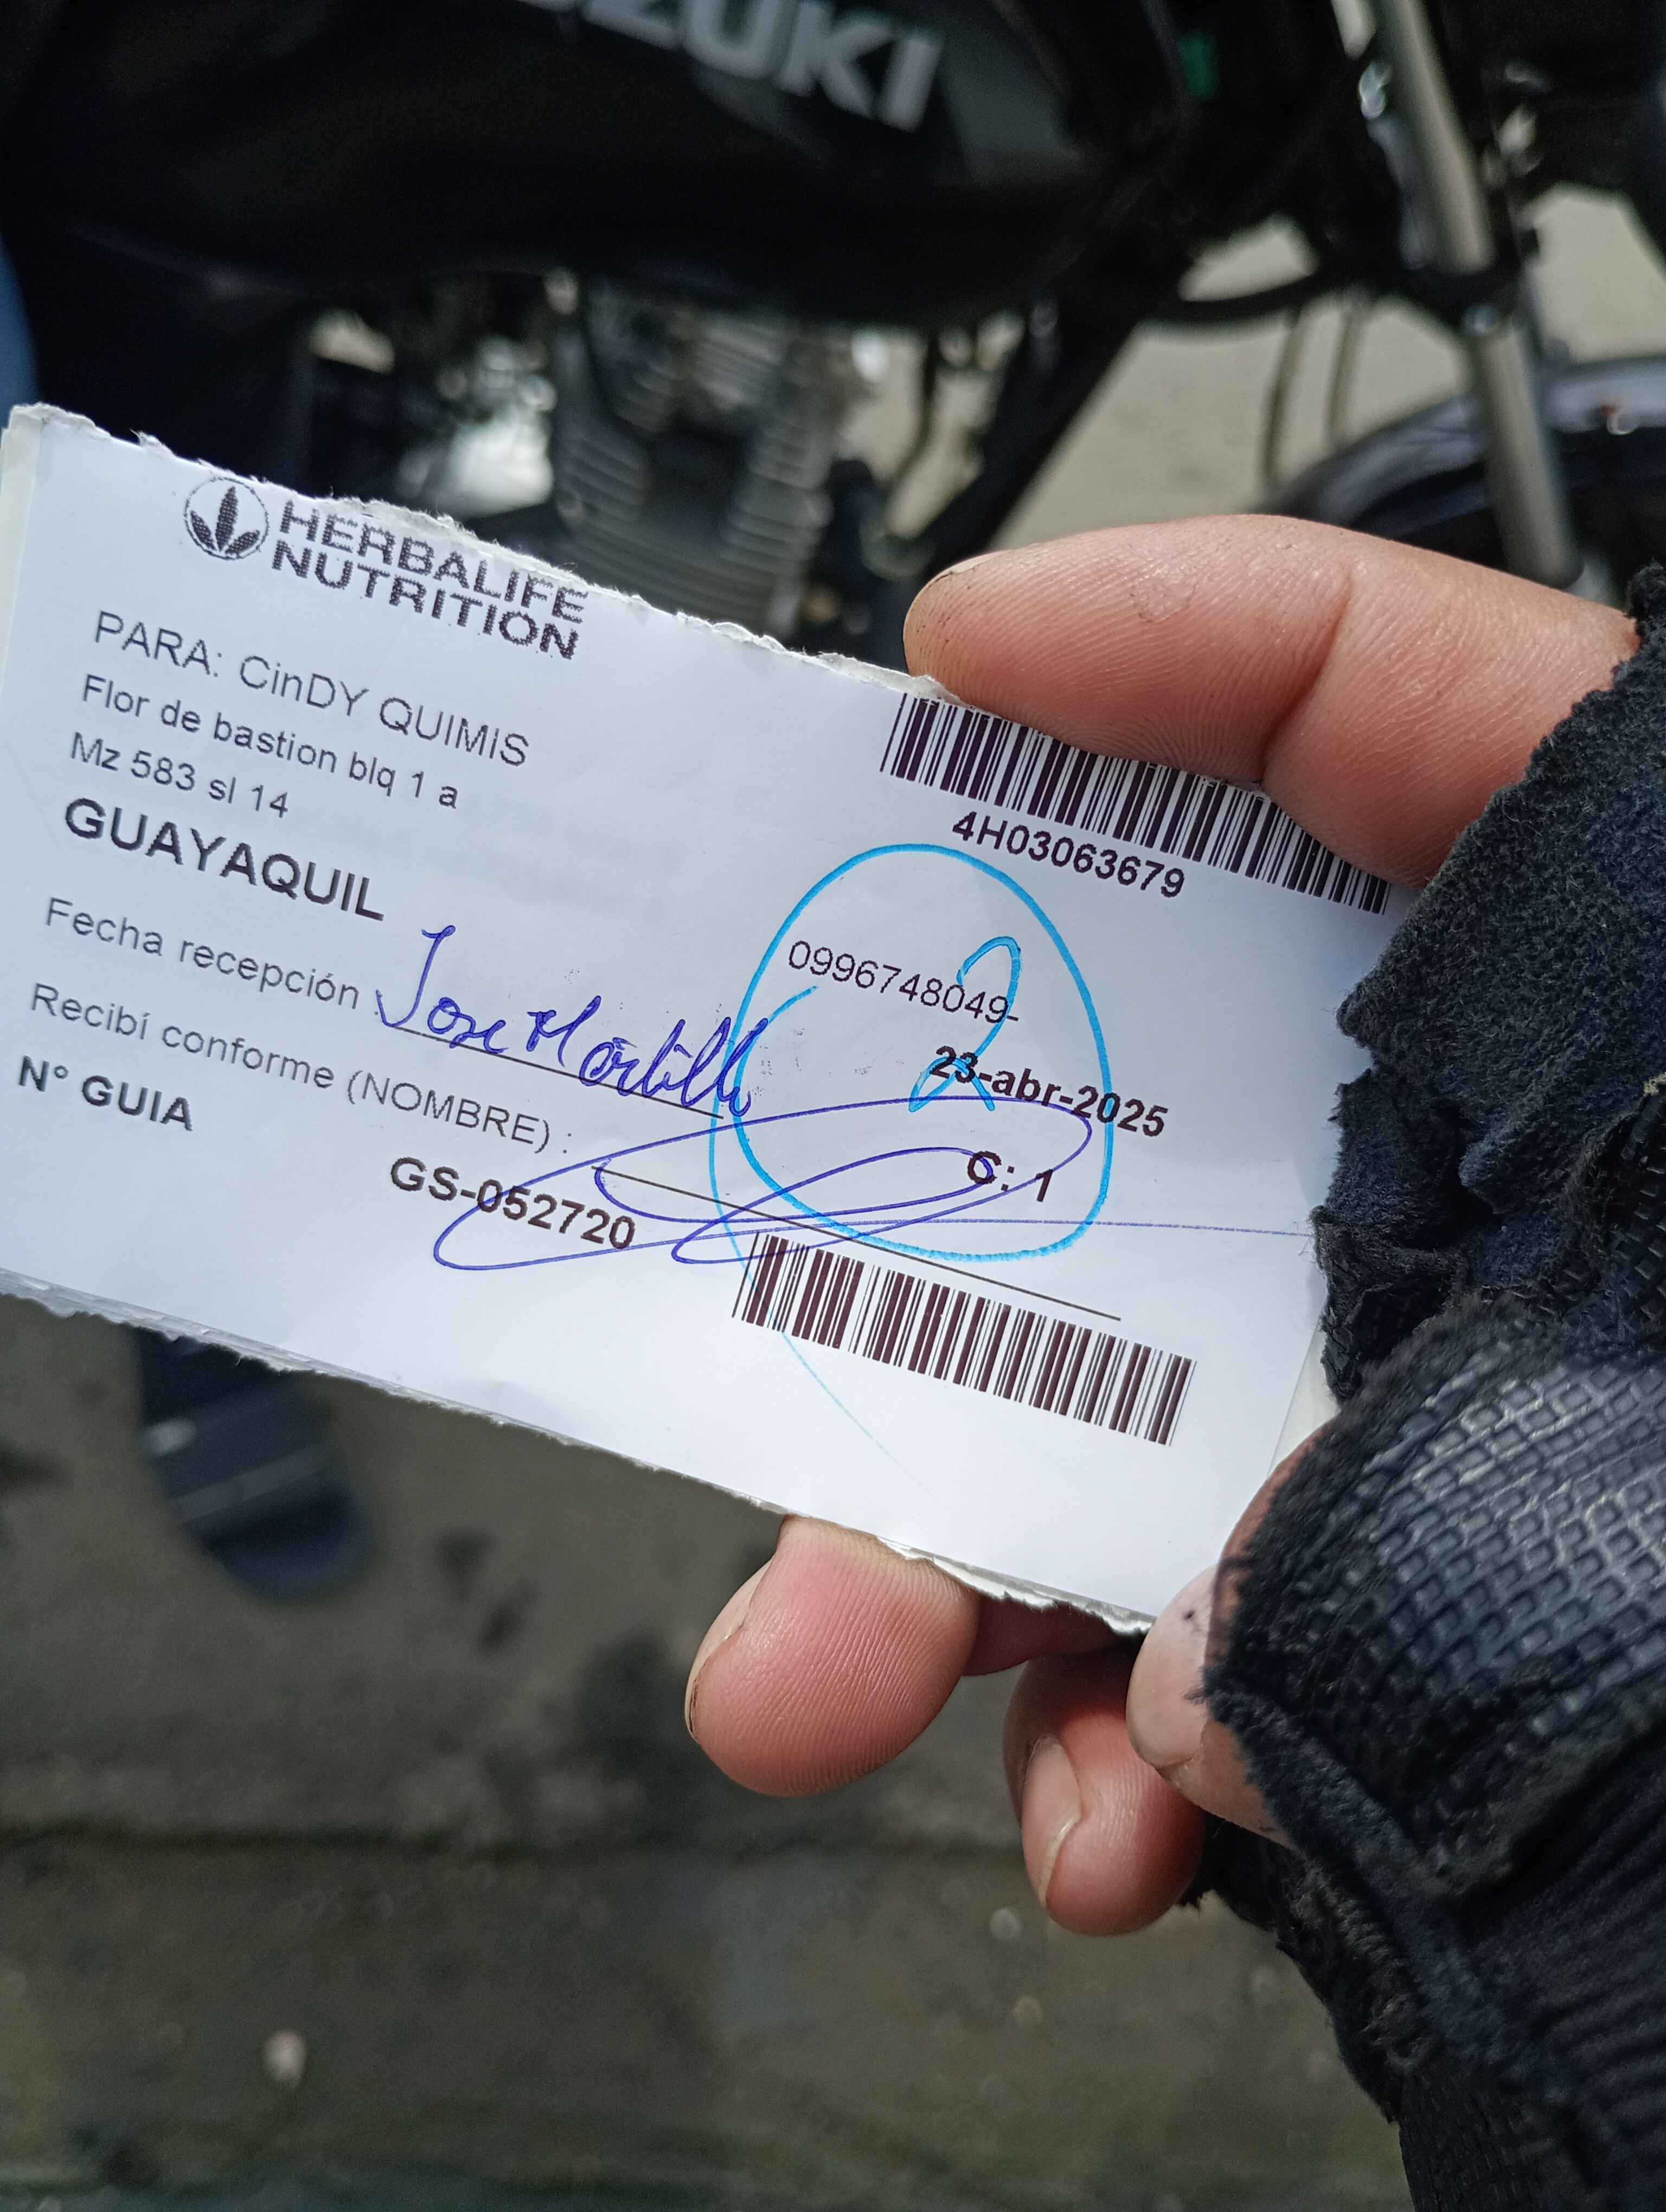 SUZUKI
HERBALIFE
NUTRITION
PARA: CinDY QUIMIS
Flor de bastion blq 1 a
Mz 583 sl 14
GUAYAQUIL
4H03063679
0996748049-
2
23-abr-2025
Fecha recepción : Jose
C: 1
Recibí conforme (NOMBRE) :
N° GUIA
GS-052720